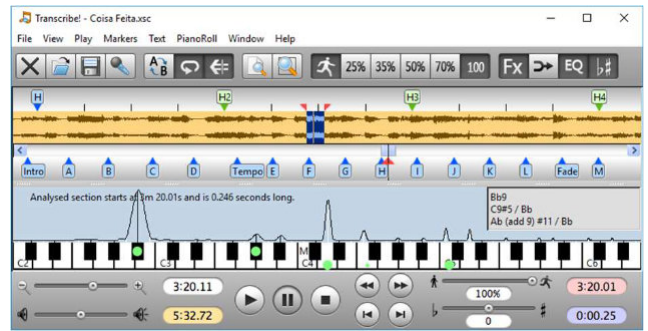 Transcribe! - Coisa Feita.xsc
File View Play Markers Text PianoRoll Window Help
A B 25% 35% 50% 70% 100 Fx EQ
H H2 H3 H4
Intro A B C D Tempo E F G H I J K L Fade M
Analysed section starts at 1m 20.01s and is 0.246 seconds long.
Bb9
C9#5 / Bb
Ab (add 9) #11 / Bb
C2 C3 M C4 C6
3:20.11 100% 3:20.01
5:32.72 0 0:00.25